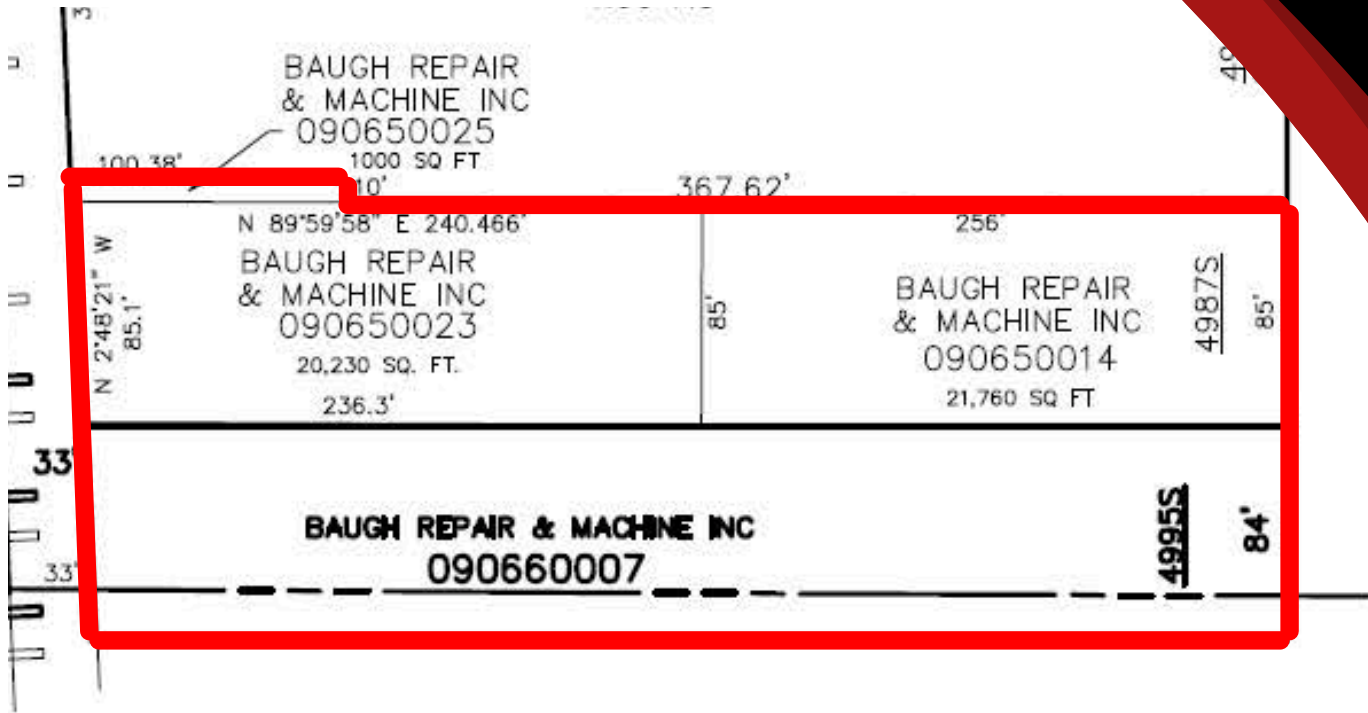 BAUGH REPAIR
& MACHINE INC
090650025
1000 SQ FT
100.38'
10'
367.62'
N 89°59'58" E 240.466'
256'
BAUGH REPAIR
& MACHINE INC
090650023
20,230 SQ. FT.
236.3'
N 2°48'21" W
85.1'
85'
BAUGH REPAIR
& MACHINE INC
090650014
21,760 SQ FT
4987S
85'
33'
BAUGH REPAIR & MACHINE INC
090660007
4995S
84'
33'